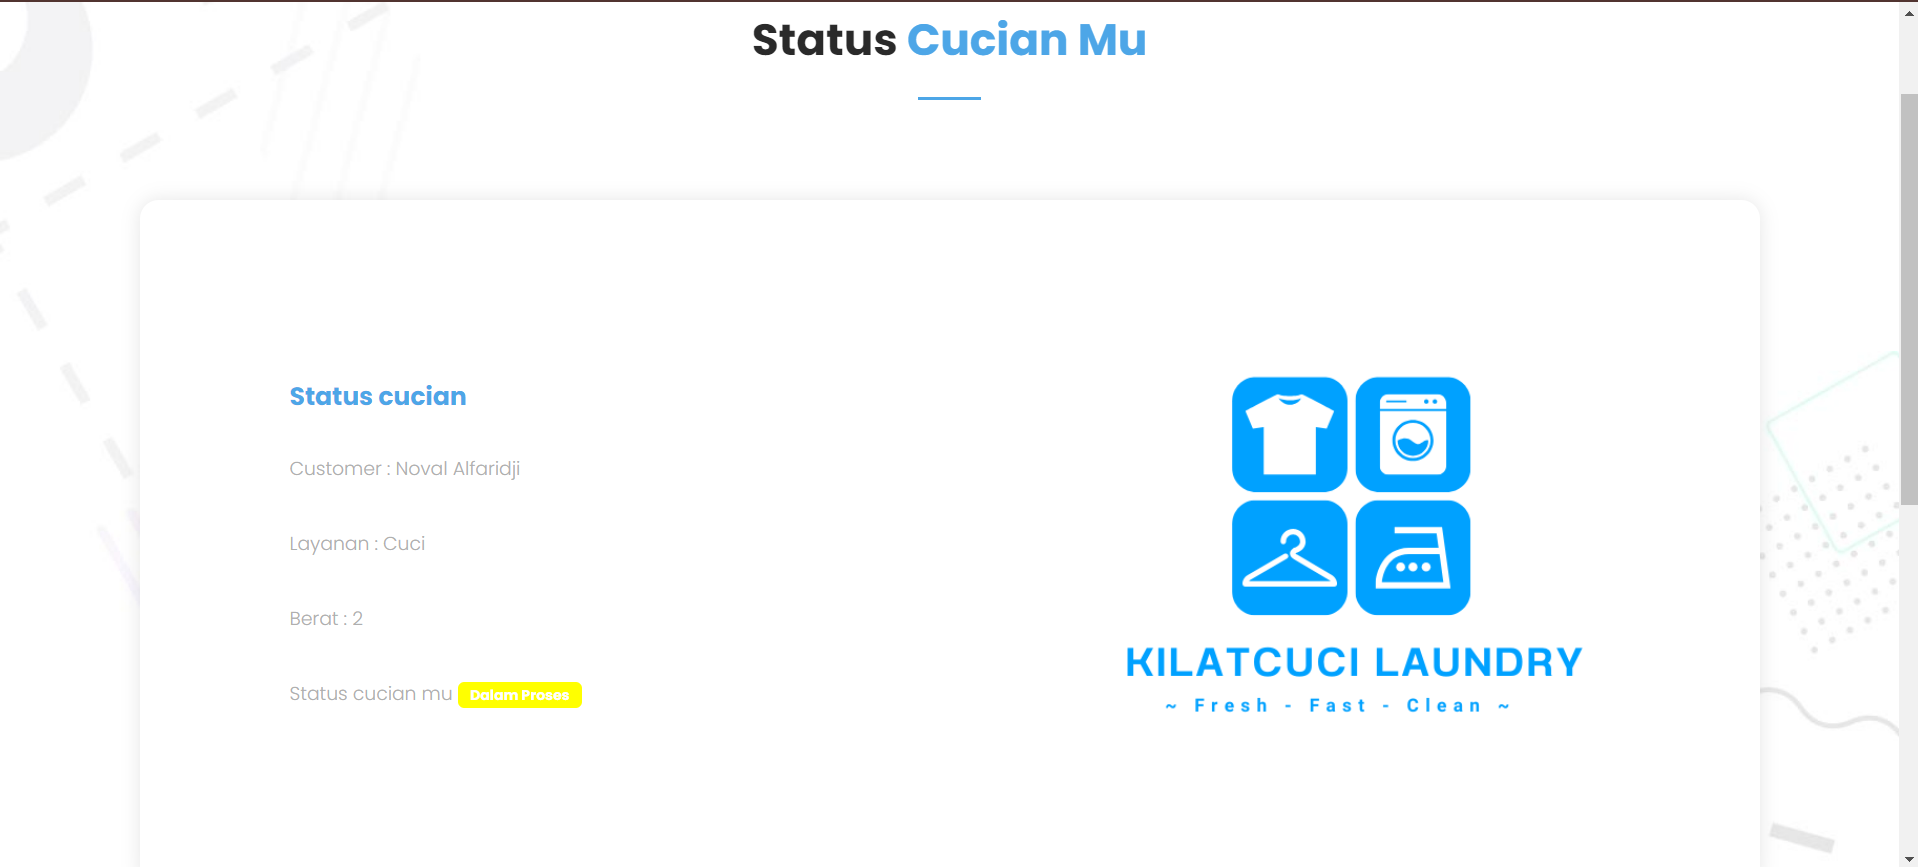 Status Cucian Mu
Status cucian
Customer : Noval Alfaridji
Layanan : Cuci
Berat : 2
Status cucian mu Dalam Proses
KILATCUCI LAUNDRY
~ Fresh - Fast - Clean ~